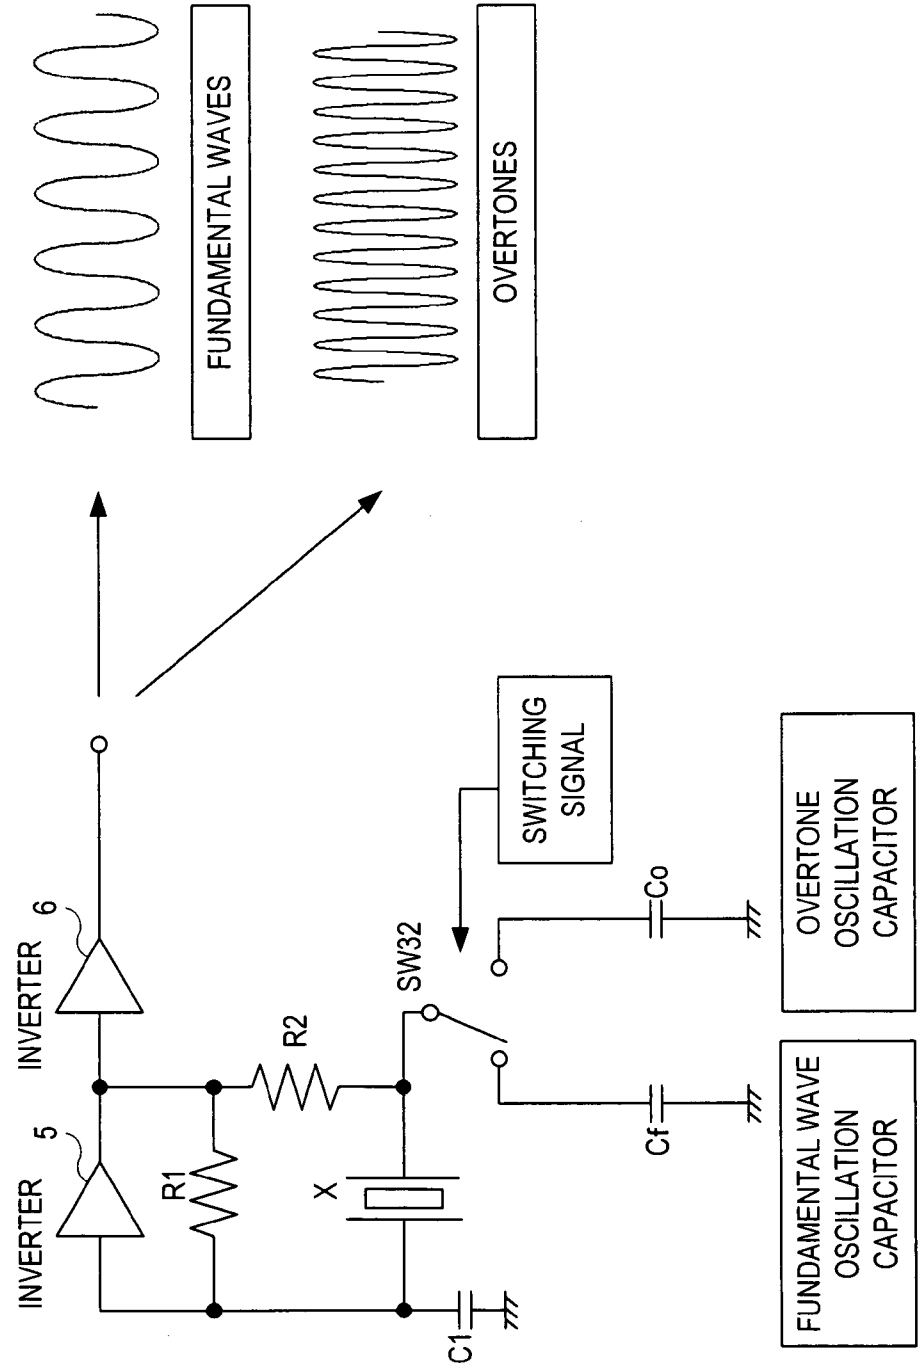 INVERTER
5
INVERTER
6
R1
R2
X
C1
SW32
Cf
Co
SWITCHING
SIGNAL
FUNDAMENTAL WAVE
OSCILLATION
CAPACITOR
OVERTONE
OSCILLATION
CAPACITOR
FUNDAMENTAL WAVES
OVERTONES